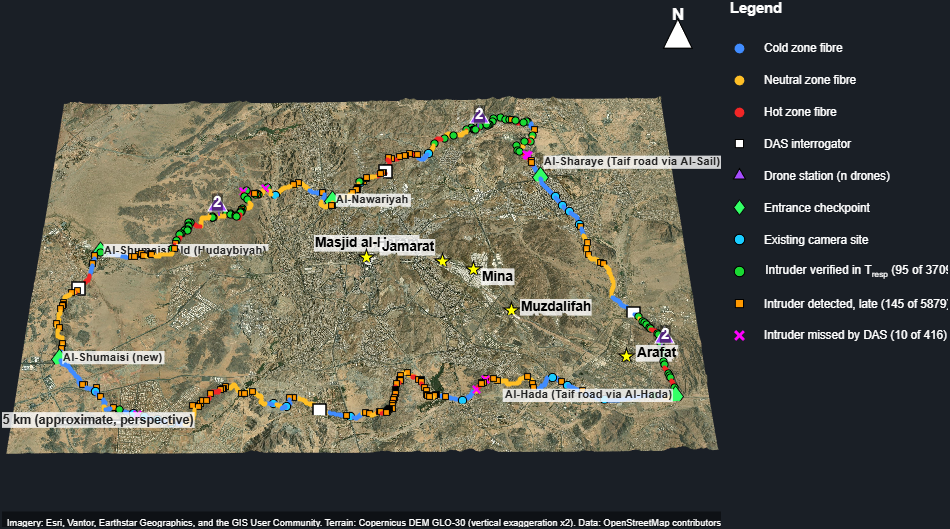 Legend
N
Cold zone fibre
Neutral zone fibre
Hot zone fibre
DAS interrogator
Drone station (n drones)
Entrance checkpoint
Existing camera site
Intruder verified in Tresp (95 of 3709
Intruder detected, late (145 of 5879
Intruder missed by DAS (10 of 416)
2
Al-Sharaye (Taif road via Al-Sail)
Al-Nawariyah
2
Masjid al-
Jamarat
Al-Shumaisi Old (Hudaybiyah)
Mina
Muzdalifah
2
Arafat
Al-Shumaisi (new)
Al-Hada (Taif road via Al-Hada)
5 km (approximate, perspective)
Imagery: Esri, Vantor, Earthstar Geographics, and the GIS User Community. Terrain: Copernicus DEM GLO-30 (vertical exaggeration x2). Data: OpenStreetMap contributors